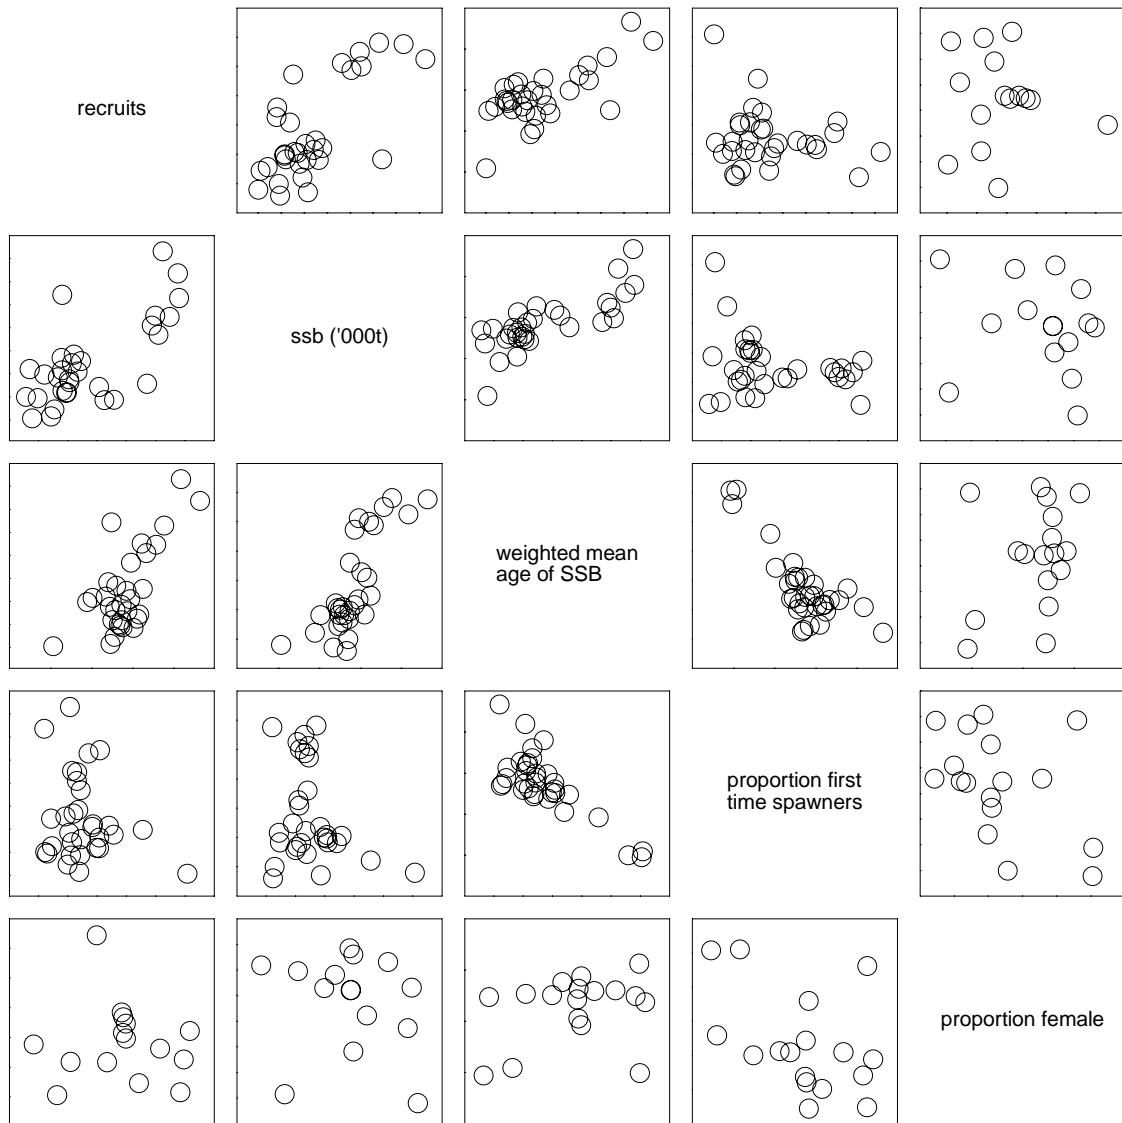 recruits
ssb ('000t)
weighted mean
age of SSB
proportion first
time spawners
proportion female